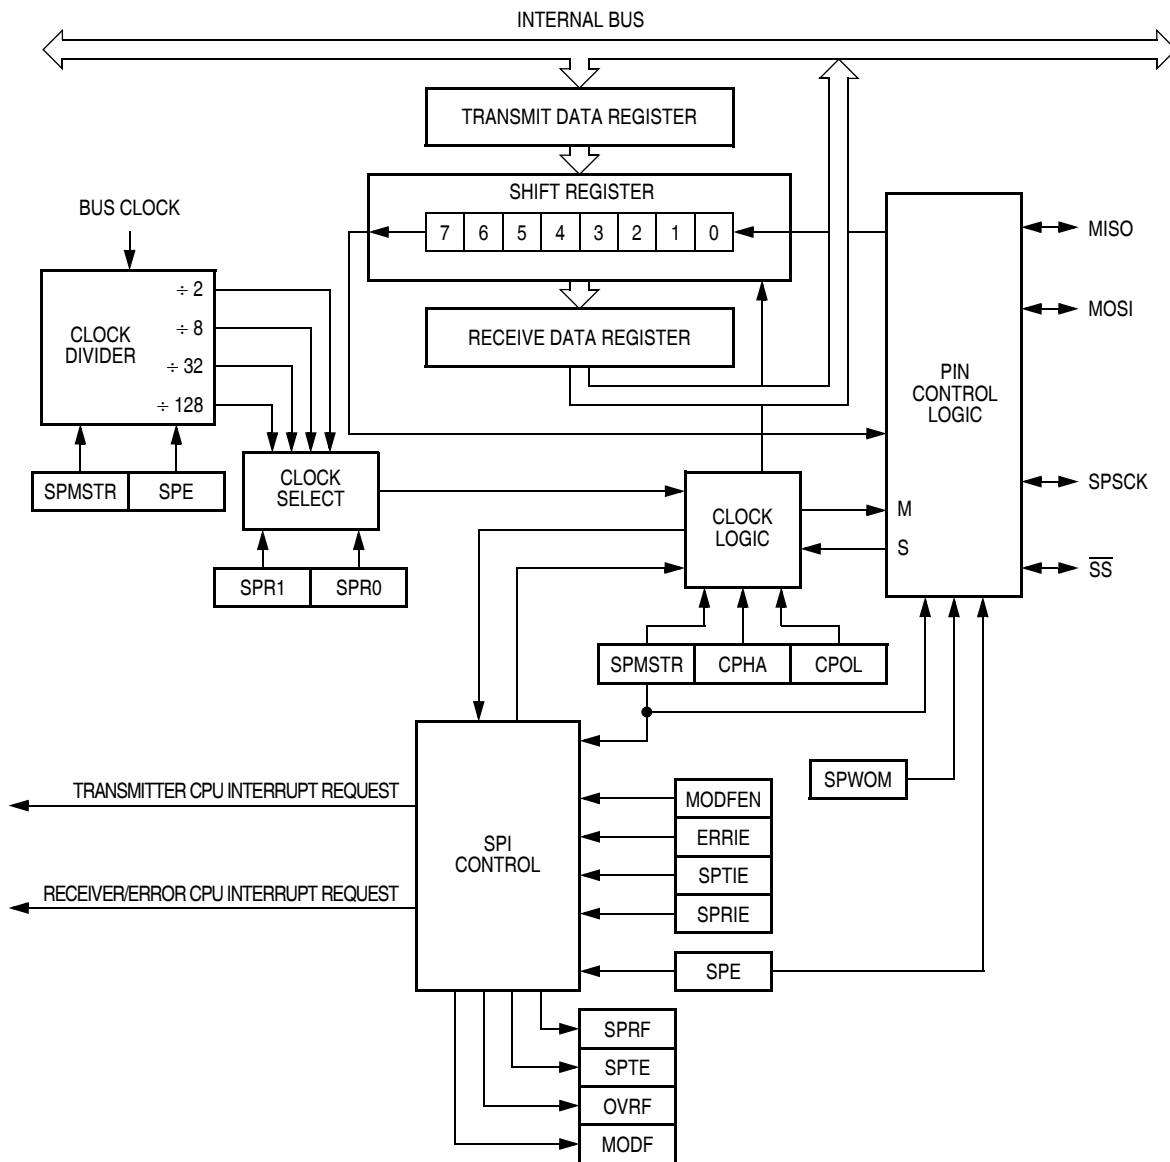 INTERNAL BUS
TRANSMIT DATA REGISTER
SHIFT REGISTER
7 6 5 4 3 2 1 0
BUS CLOCK
÷ 2
÷ 8
÷ 32
÷ 128
CLOCK
DIVIDER
RECEIVE DATA REGISTER
PIN
CONTROL
LOGIC
MISO
MOSI
SPSCK
SS
M
S
SPMSTR SPE
CLOCK
SELECT
SPR1 SPR0
CLOCK
LOGIC
SPMSTR CPHA CPOL
SPWOM
TRANSMITTER CPU INTERRUPT REQUEST
RECEIVER/ERROR CPU INTERRUPT REQUEST
SPI
CONTROL
MODFEN
ERRIE
SPTIE
SPRIE
SPE
SPRF
SPTE
OVRF
MODF